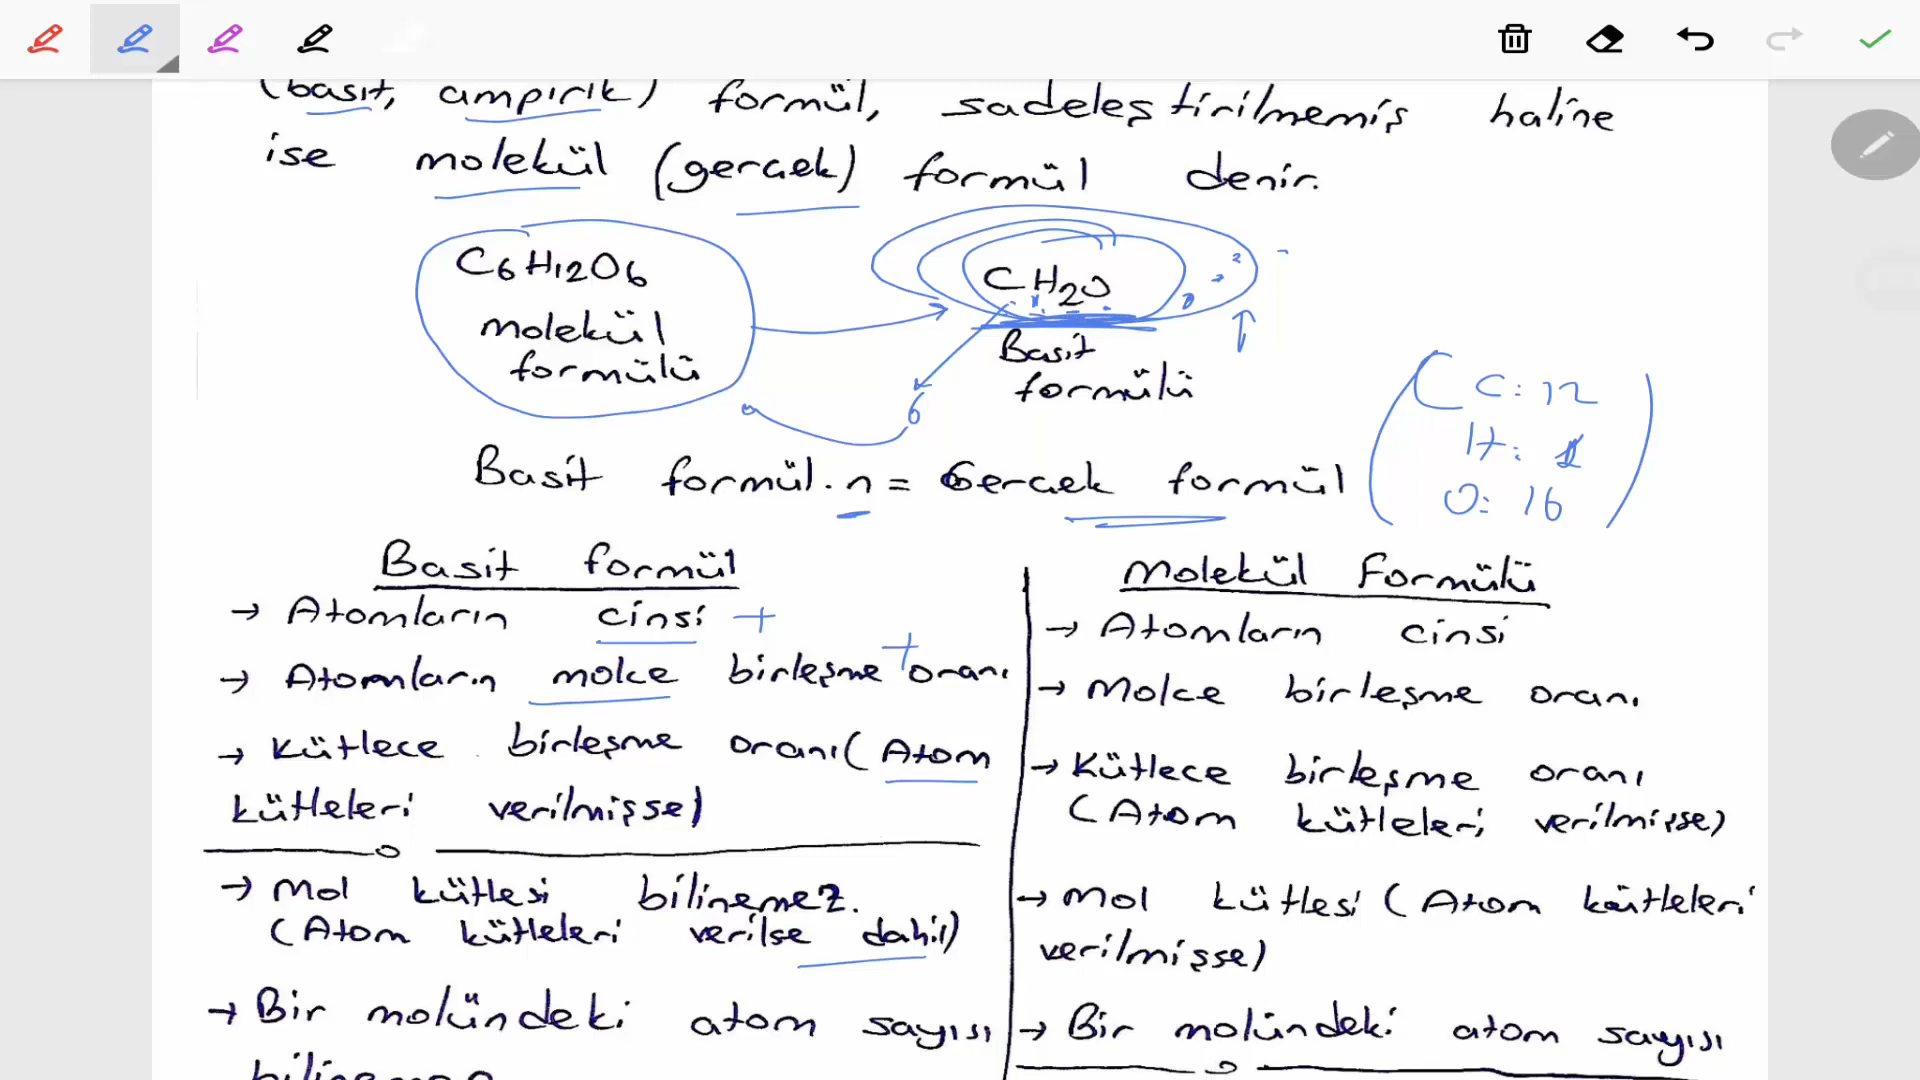 (basit, ampirik) formül, sadeleştirilmemiş haline
ise molekül (gerçek) formül denir.
C6H12O6
molekül
formülü
CH2O
Basit
formülü
6
C: 12
H: 1
O: 16
Basit formül . n = Gerçek formül
Basit formül
→ Atomların cinsi +
→ Atomların molce birleşme + oranı
→ Kütlece birleşme oranı (Atom
kütleleri verilmişse)
→ Mol kütlesi bilinemez.
(Atom kütleleri verilse dahi)
→ Bir molündeki atom sayısı
Molekül Formülü
→ Atomların cinsi
→ Molce birleşme oranı
→ Kütlece birleşme oranı
(Atom kütleleri verilmişse)
→ Mol kütlesi (Atom kütleleri
verilmişse)
→ Bir molündeki atom sayısı